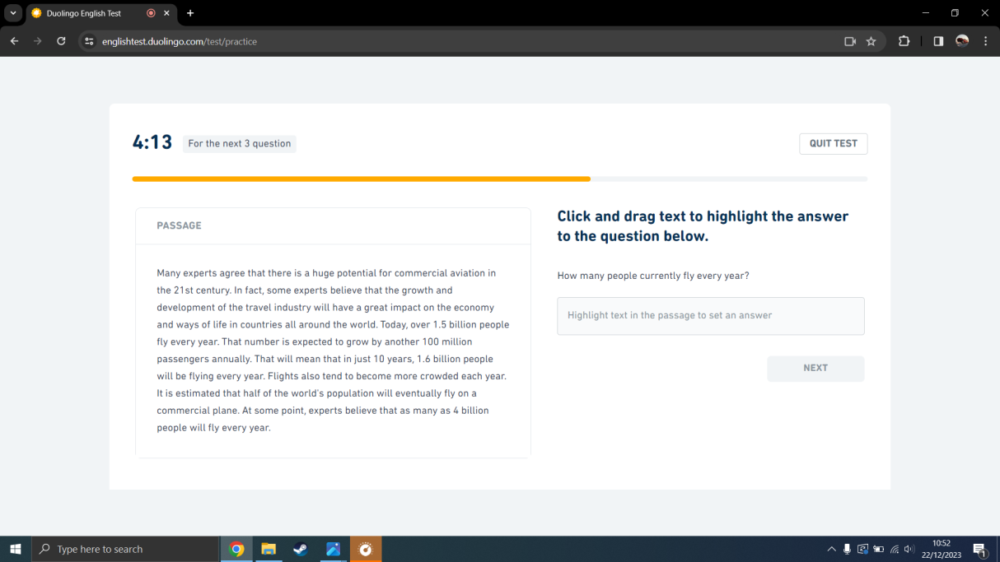 Duolingo English Test
englishtest.duolingo.com/test/practice
4:13
For the next 3 question
QUIT TEST
PASSAGE
Many experts agree that there is a huge potential for commercial aviation in
the 21st century. In fact, some experts believe that the growth and
development of the travel industry will have a great impact on the economy
and ways of life in countries all around the world. Today, over 1.5 billion people
fly every year. That number is expected to grow by another 100 million
passengers annually. That will mean that in just 10 years, 1.6 billion people
will be flying every year. Flights also tend to become more crowded each year.
It is estimated that half of the world's population will eventually fly on a
commercial plane. At some point, experts believe that as many as 4 billion
people will fly every year.
Click and drag text to highlight the answer
to the question below.
How many people currently fly every year?
Highlight text in the passage to set an answer
NEXT
Type here to search
10:52
22/12/2023
1